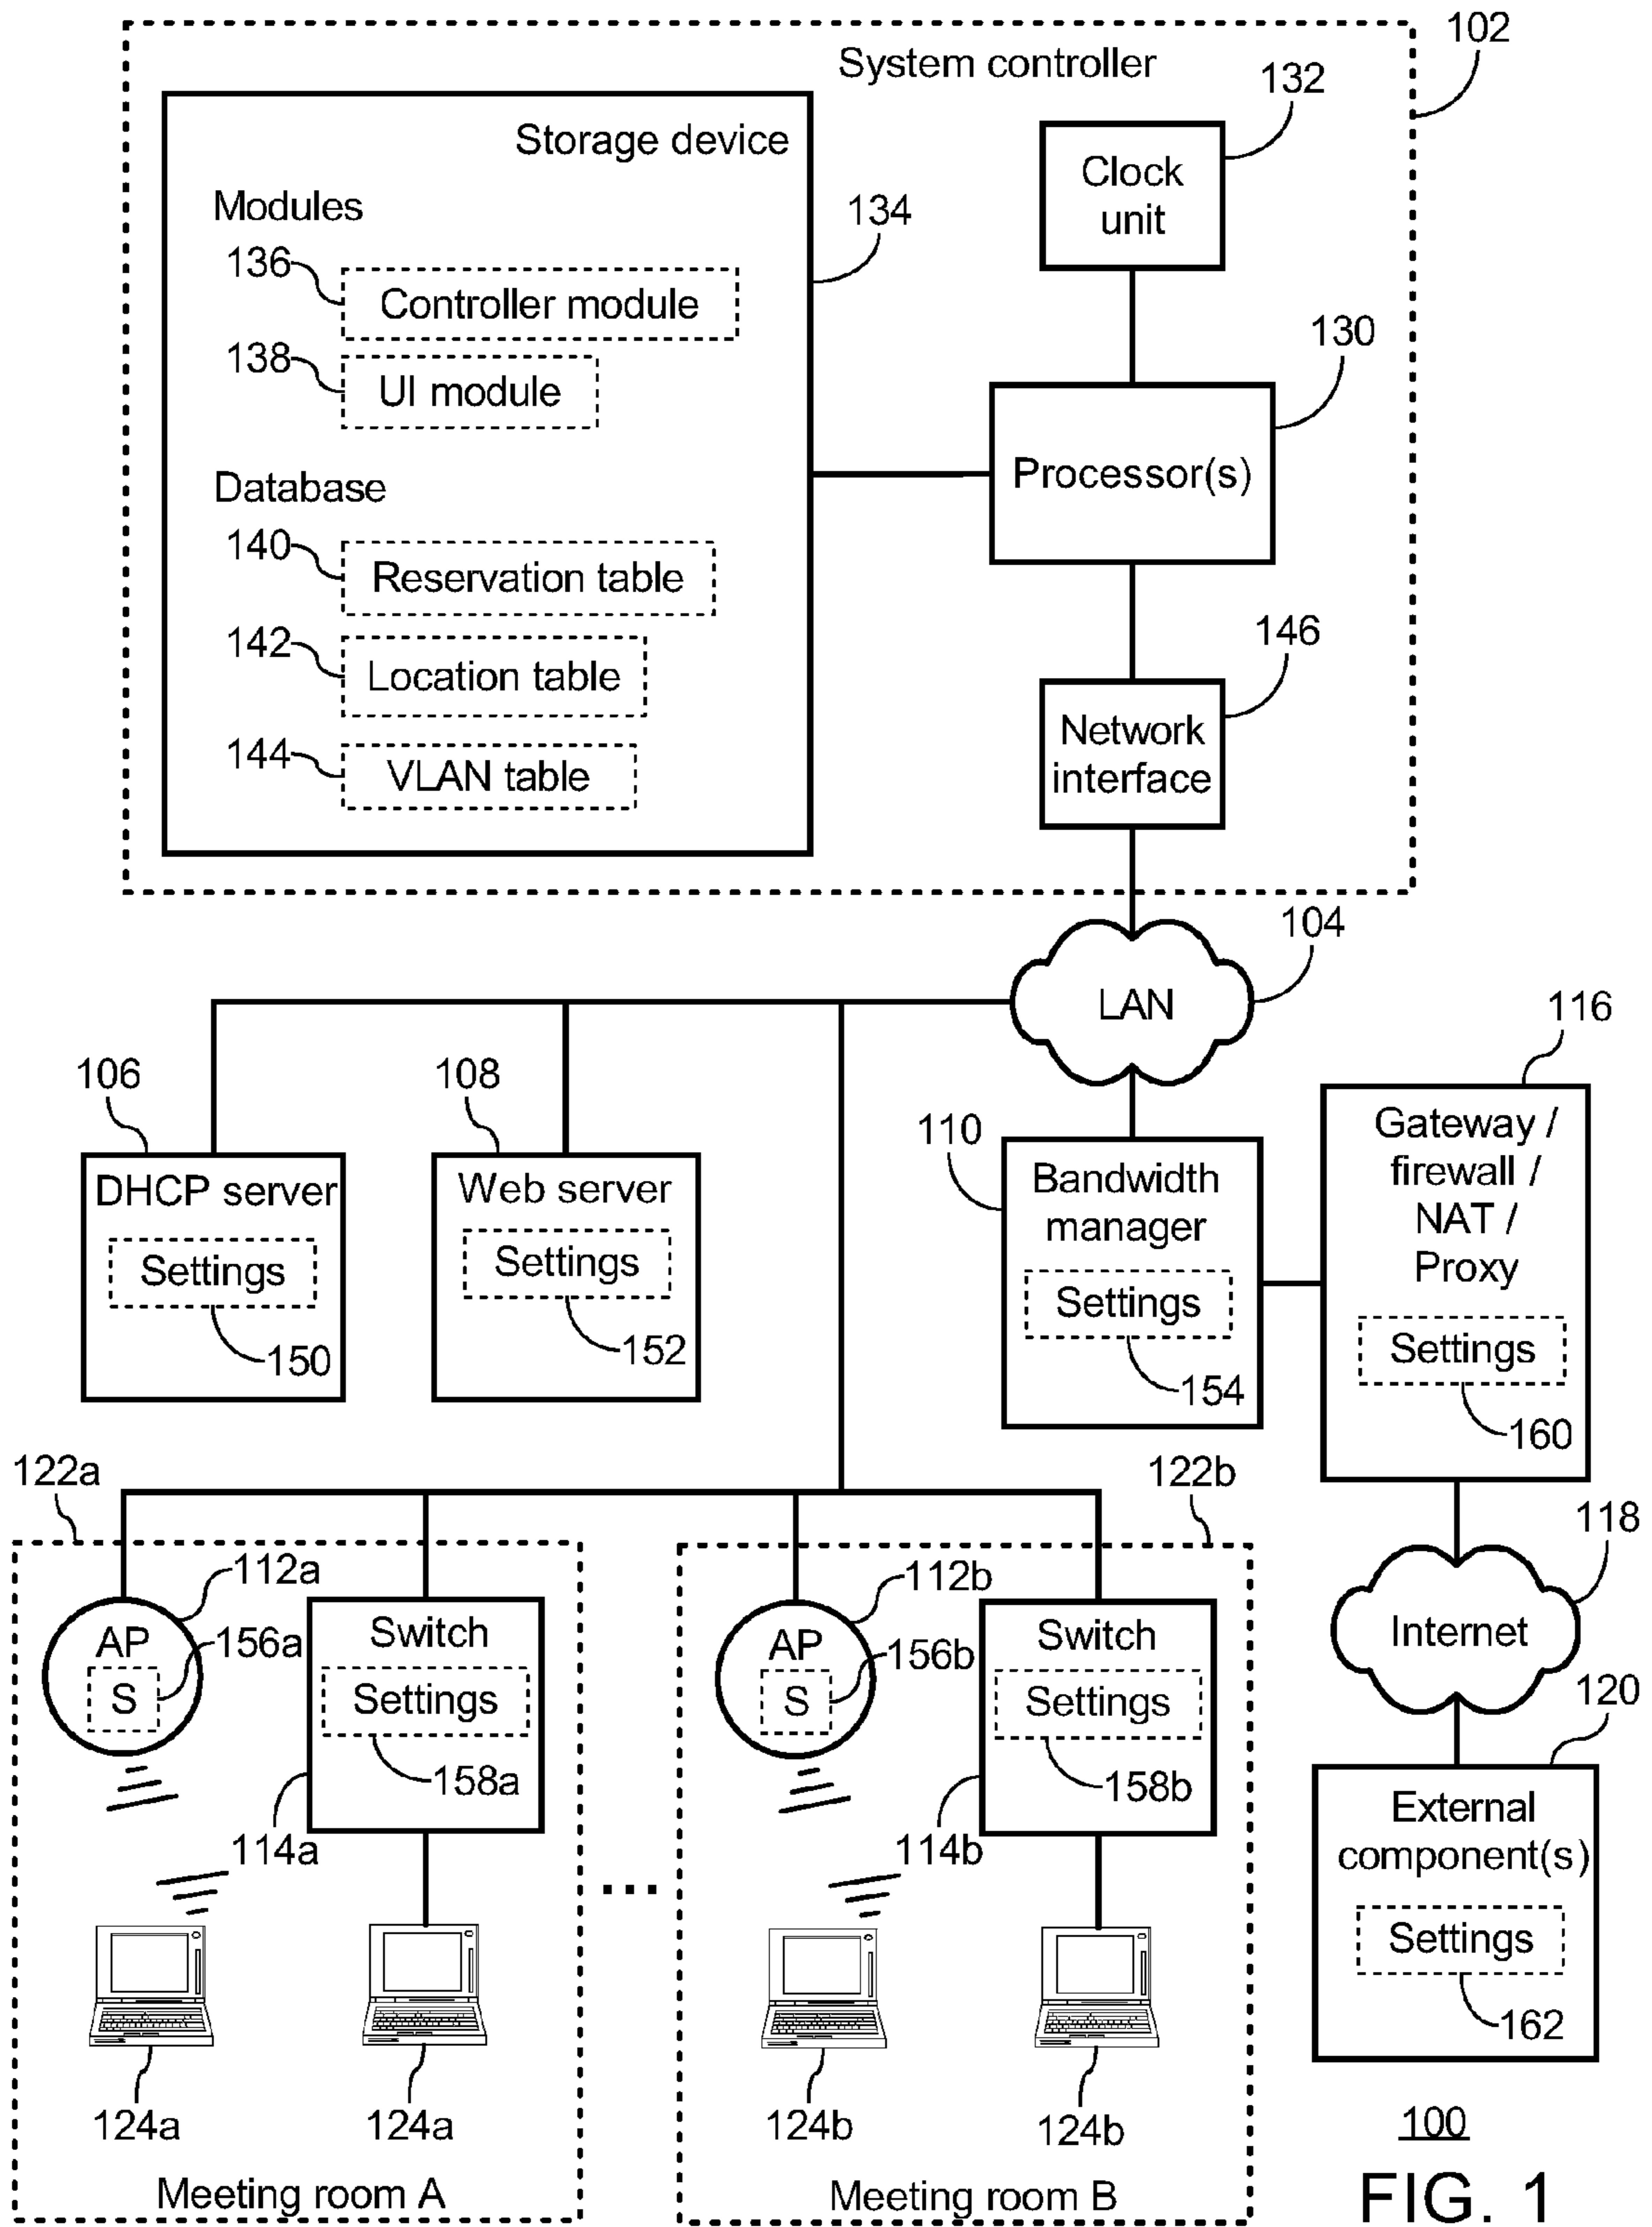 102
System controller
132
Storage device
Clock
unit
Modules
134
136
Controller module
130
138
UI module
Processor(s)
Database
140
Reservation table
142
Location table
146
Network
interface
144
VLAN table
104
LAN
116
106
108
110
Gateway /
firewall /
NAT /
Proxy
DHCP server
Web server
Bandwidth
manager
Settings
Settings
Settings
Settings
150
152
154
160
122a
122b
118
112a
112b
AP
156a
Switch
AP
156b
Switch
Internet
S
Settings
S
Settings
120
158a
158b
114a
114b
External
component(s)
...
Settings
162
124a
124a
124b
124b
100
Meeting room A
Meeting room B
FIG. 1